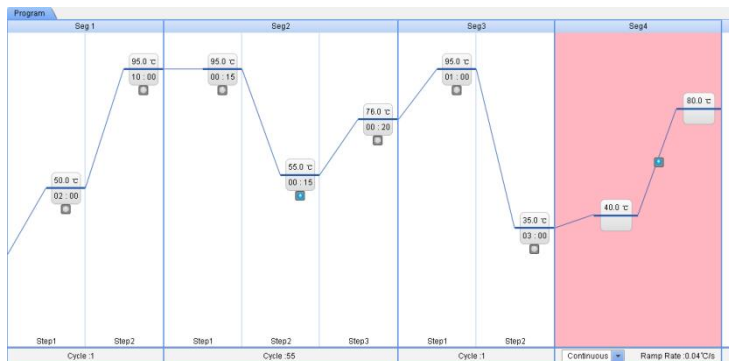 Program
Seg 1
Seg2
Seg3
Seg4
50.0 ℃
02 : 00
95.0 ℃
10 : 00
95.0 ℃
00 : 15
55.0 ℃
00 : 15
76.0 ℃
00 : 20
95.0 ℃
01 : 00
35.0 ℃
03 : 00
40.0 ℃
80.0 ℃
Step1 Step2 Step1 Step2 Step3 Step1 Step2
Cycle :1 Cycle :55 Cycle :1 Continuous Ramp Rate :0.04℃/s